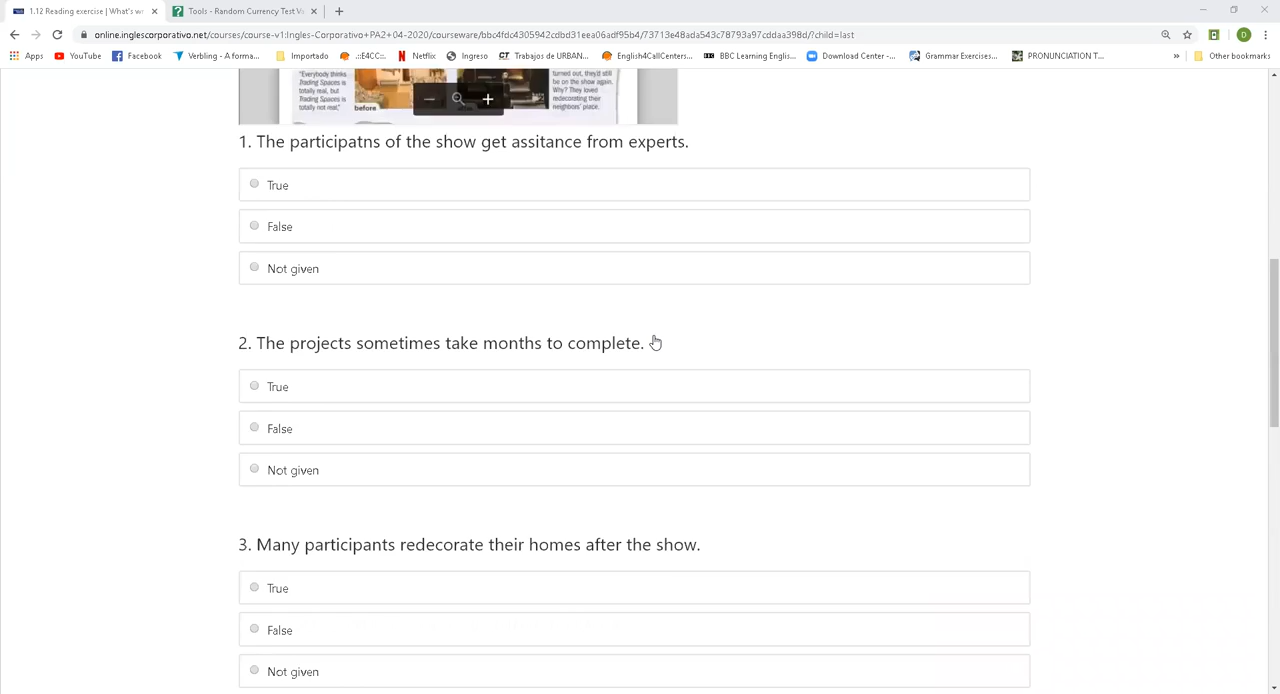 1.12 Reading exercise | What's wr
Tools - Random Currency Test Va
online.inglescorporativo.net/courses/course-v1:Ingles-Corporativo+PA2+04-2020/courseware/bbc4fdc4305942cdbd31eea06adf95b4/73713e48ada543c78793a97cddaa398d/?child=last
D
Apps YouTube Facebook Verbling - A forma... Importado .::E4CC::. Netflix Ingreso CT Trabajos de URBAN... English4CallCenters... BBC Learning Englis... Download Center -... Grammar Exercises... PRONUNCIATION T... » Other bookmarks
"Everybody thinks
Trading Spaces is
totally real, but
Trading Spaces is
totally not real,"
before
turned out, they'd still
be on the show again.
Why? They loved
redecorating their
neighbors' place.
1. The participatns of the show get assitance from experts.
True
False
Not given
2. The projects sometimes take months to complete.
True
False
Not given
3. Many participants redecorate their homes after the show.
True
False
Not given